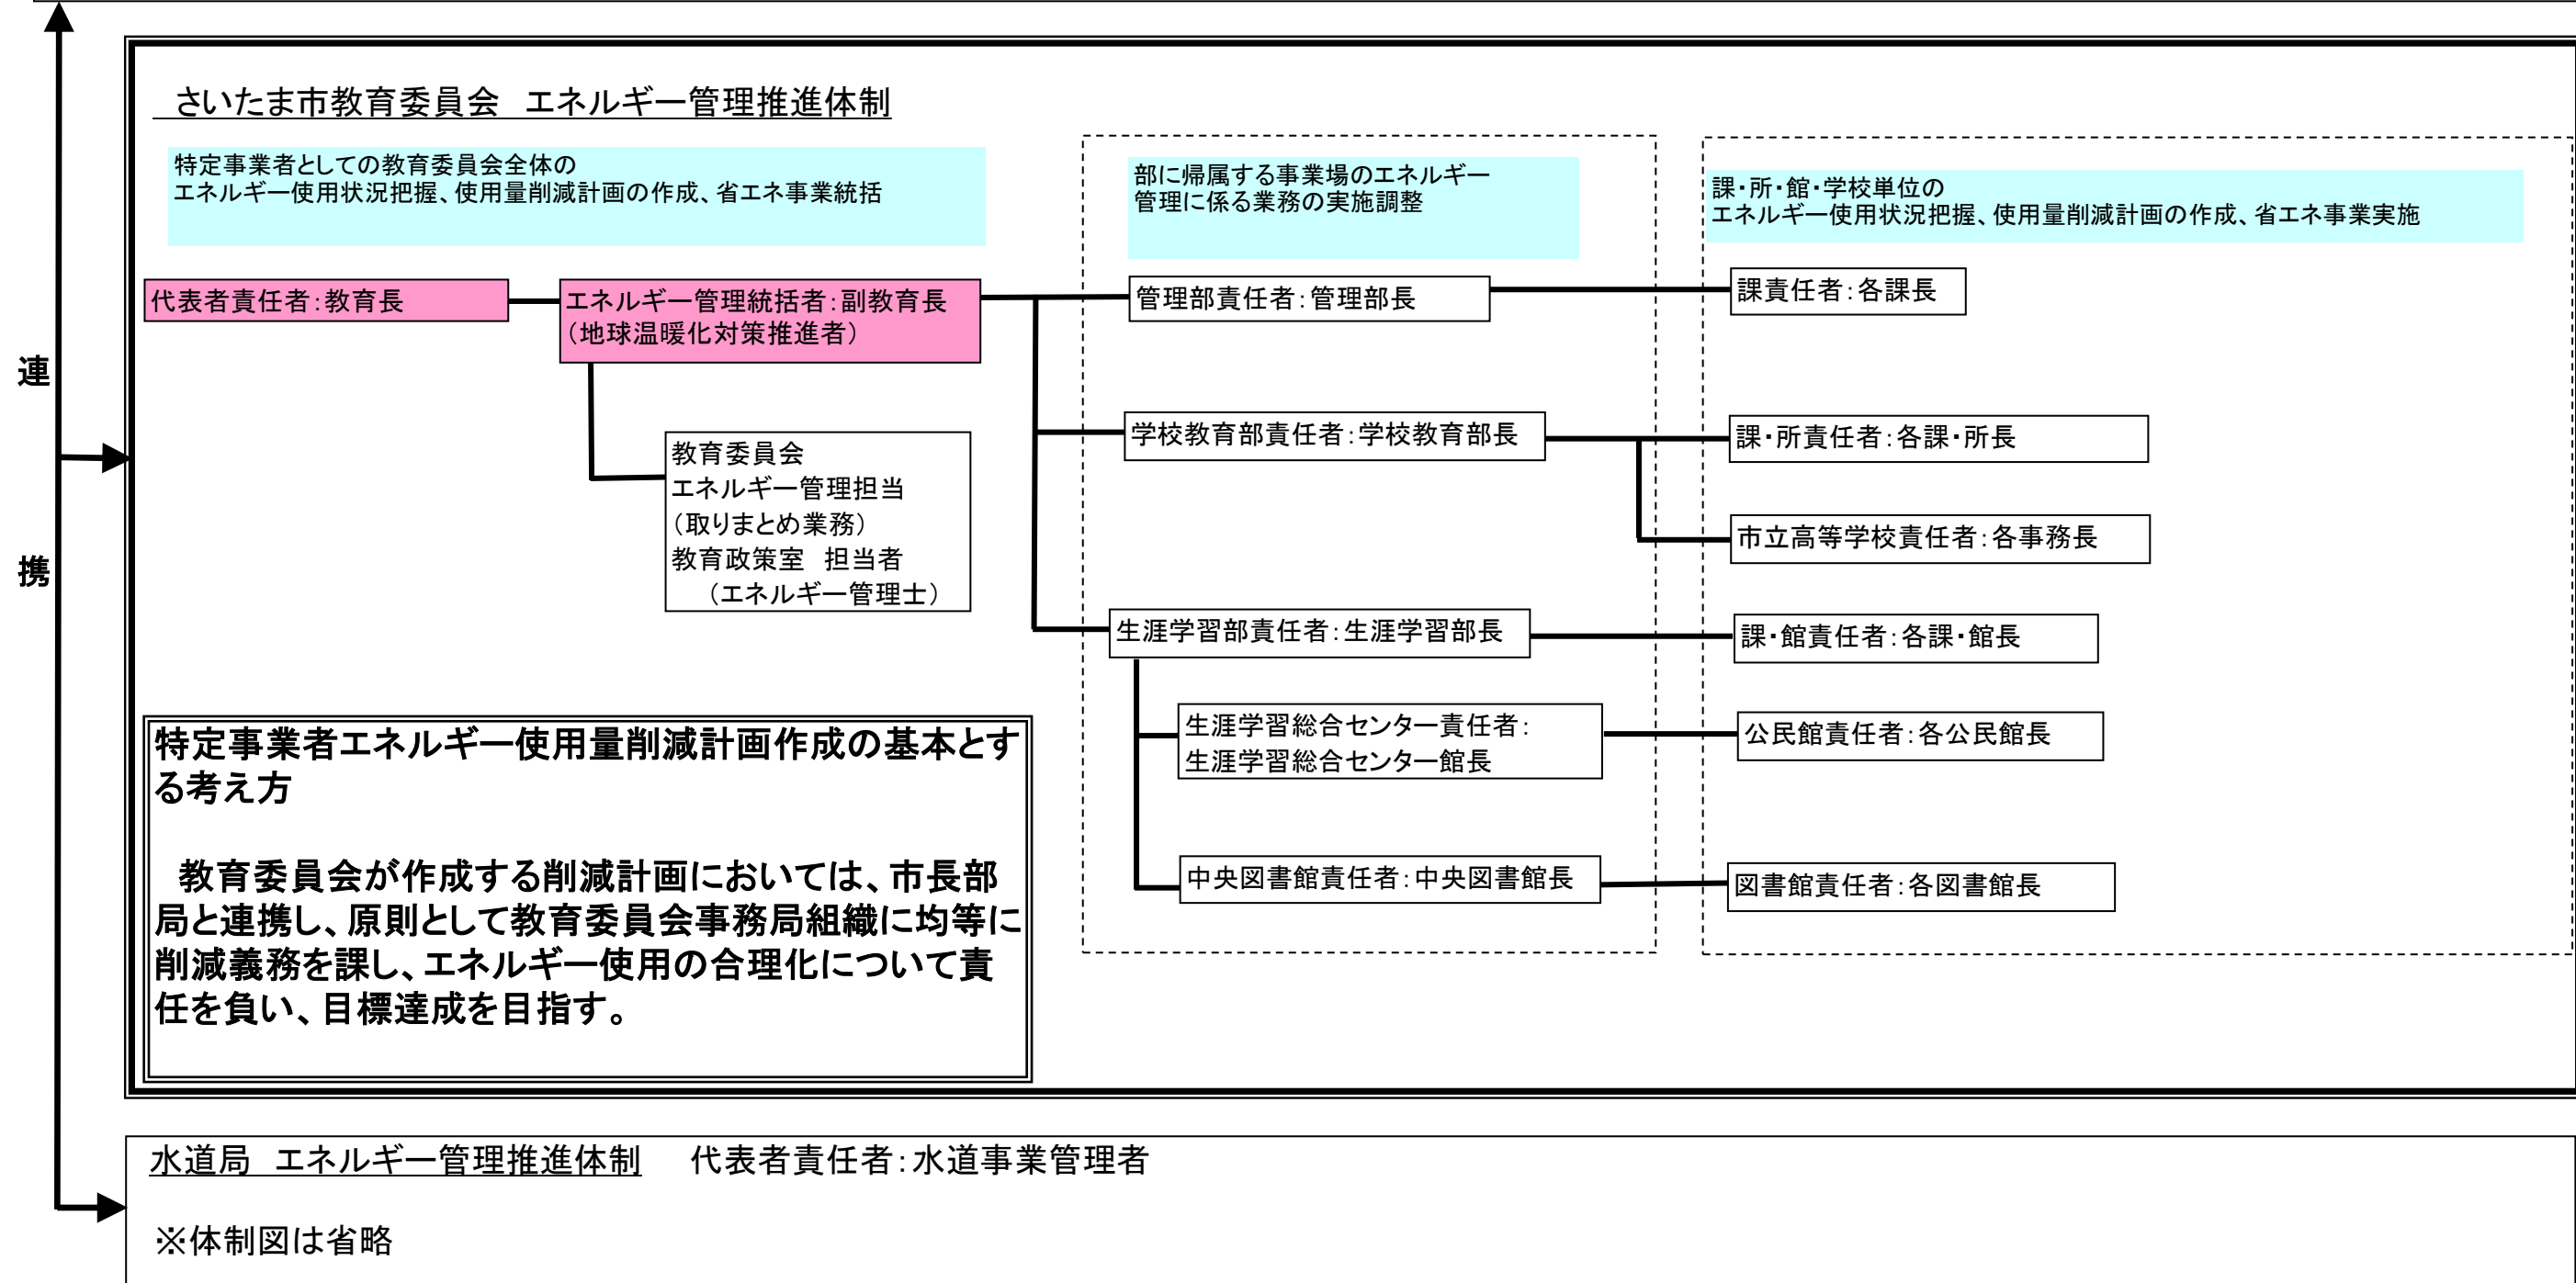 さいたま市教育委員会　エネルギー管理推進体制
特定事業者としての教育委員会全体の
エネルギー使用状況把握、使用量削減計画の作成、省エネ事業統括
部に帰属する事業場のエネルギー
管理に係る業務の実施調整
課・所・館・学校単位の
エネルギー使用状況把握、使用量削減計画の作成、省エネ事業実施
代表者責任者：教育長
エネルギー管理統括者：副教育長
（地球温暖化対策推進者）
管理部責任者：管理部長
課責任者：各課長
連
携
教育委員会
エネルギー管理担当
（取りまとめ業務）
教育政策室　担当者
（エネルギー管理士）
学校教育部責任者：学校教育部長
課・所責任者：各課・所長
市立高等学校責任者：各事務長
生涯学習部責任者：生涯学習部長
課・館責任者：各課・館長
生涯学習総合センター責任者：
生涯学習総合センター館長
公民館責任者：各公民館長
中央図書館責任者：中央図書館長
図書館責任者：各図書館長
特定事業者エネルギー使用量削減計画作成の基本とす
る考え方
教育委員会が作成する削減計画においては、市長部
局と連携し、原則として教育委員会事務局組織に均等に
削減義務を課し、エネルギー使用の合理化について責
任を負い、目標達成を目指す。
水道局　エネルギー管理推進体制　代表者責任者：水道事業管理者
※体制図は省略